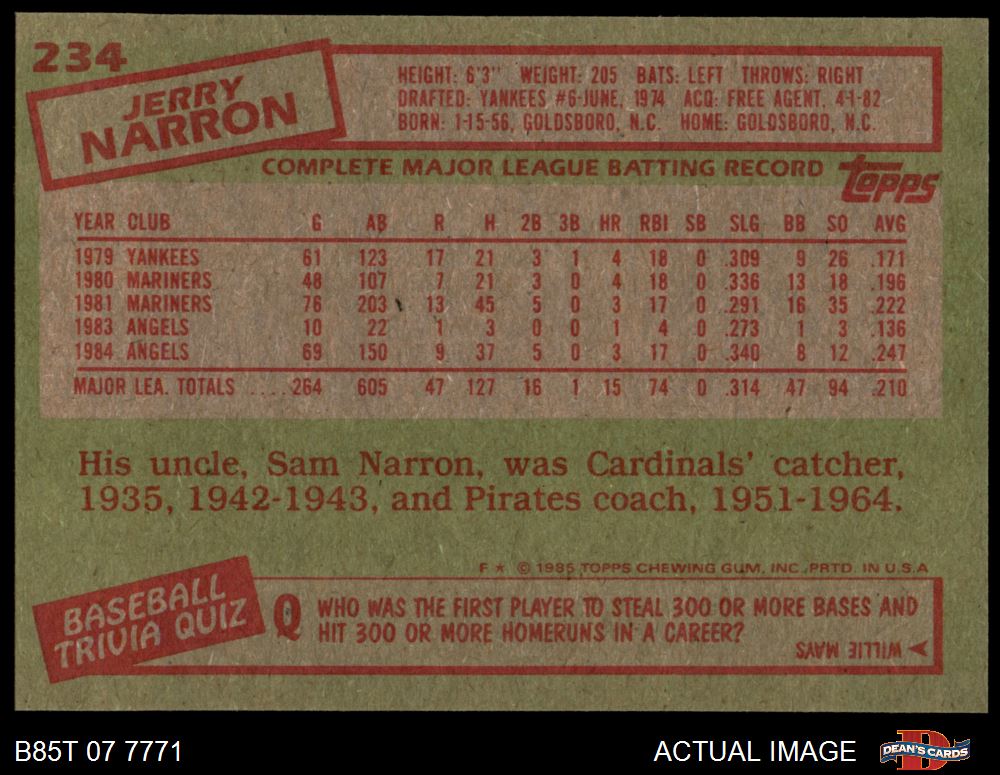 234
JERRY
NARRON
HEIGHT: 6'3" WEIGHT: 205 BATS: LEFT THROWS: RIGHT
DRAFTED: YANKEES #6-JUNE, 1974 ACQ: FREE AGENT, 4-1-82
BORN: 1-15-56, GOLDSBORO, N.C. HOME: GOLDSBORO, N.C.
COMPLETE MAJOR LEAGUE BATTING RECORD
topps
YEAR CLUB G AB R H 2B 3B HR RBI SB SLG BB SO AVG
1979 YANKEES 61 123 17 21 3 1 4 18 0 .309 9 26 .171
1980 MARINERS 48 107 7 21 3 0 4 18 0 .336 13 18 .196
1981 MARINERS 76 203 13 45 5 0 3 17 0 .291 16 35 .222
1983 ANGELS 10 22 1 3 0 0 1 4 0 .273 1 3 .136
1984 ANGELS 69 150 9 37 5 0 3 17 0 .340 8 12 .247
MAJOR LEA. TOTALS ....264 605 47 127 16 1 15 74 0 .314 47 94 .210
His uncle, Sam Narron, was Cardinals' catcher,
1935, 1942-1943, and Pirates coach, 1951-1964.
F ★ © 1985 TOPPS CHEWING GUM, INC. PRTD. IN U.S.A
BASEBALL
TRIVIA QUIZ
Q WHO WAS THE FIRST PLAYER TO STEAL 300 OR MORE BASES AND
HIT 300 OR MORE HOMERUNS IN A CAREER?
WILLIE MAYS
B85T 07 7771
ACTUAL IMAGE
DEAN'S CARDS